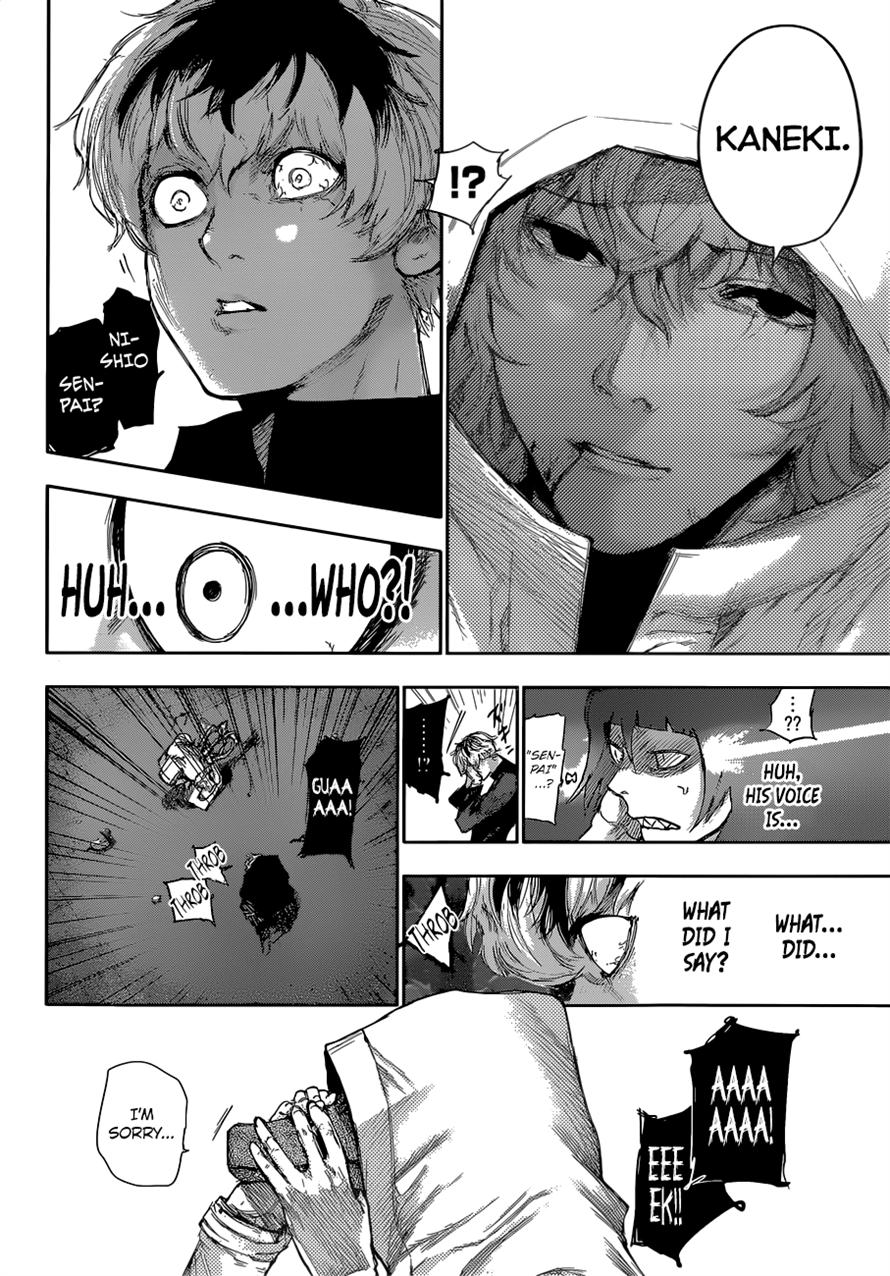 KANEKI.
!?
NI-
SHIO
SEN-
PAI?
HUH... ...WHO?!
...
??
HUH,
HIS VOICE
IS...
"SEN-
PAI"
...?
......!?
GUAA
AAA!
THROB
THROB
WHAT...
DID...
WHAT
DID I
SAY?
THROB
AAAA
AAAA!
EEE
EK!!
I'M
SORRY...